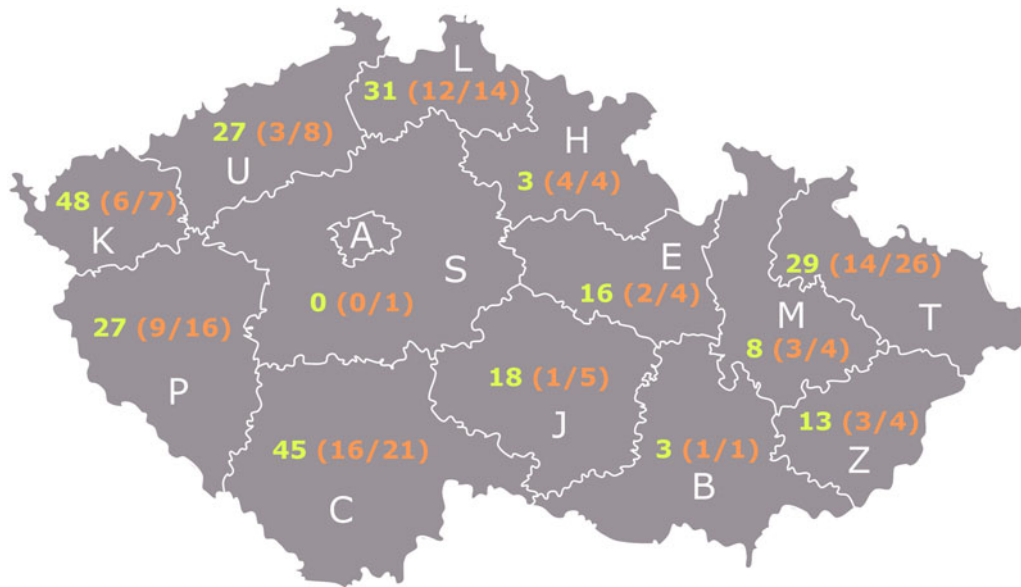 L
31 (12/14)
27 (3/8)
U
H
3 (4/4)
48 (6/7)
K
A
S
0 (0/1)
E
16 (2/4)
29 (14/26)
T
M
8 (3/4)
27 (9/16)
P
18 (1/5)
J
13 (3/4)
Z
45 (16/21)
C
3 (1/1)
B